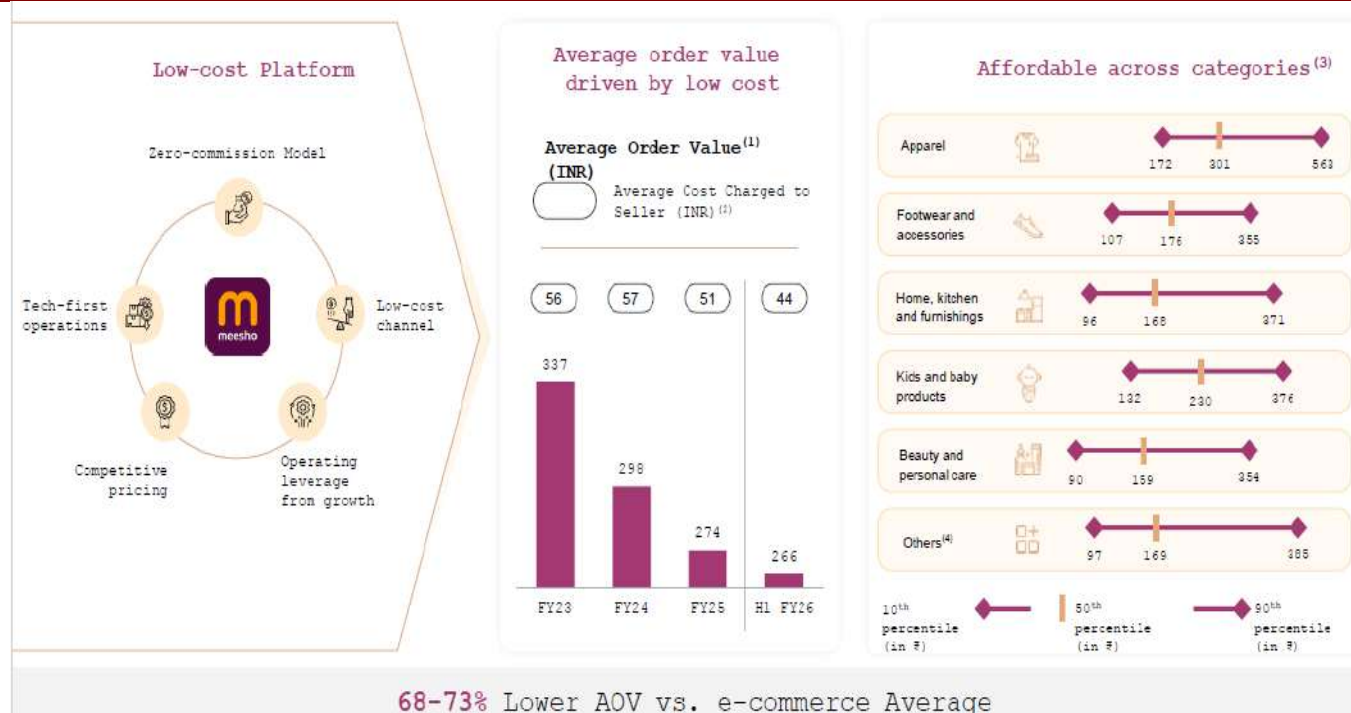 Low-cost Platform
Zero-commission Model
Tech-first
operations
meesho
Low-cost
channel
Competitive
pricing
Operating
leverage
from growth
Average order value
driven by low cost
Average Order Value(1)
(INR)
Average Cost Charged to
Seller (INR)(2)
56 57 51 44
337
298
274
266
FY23 FY24 FY25 H1 FY26
Affordable across categories(3)
Apparel
172 301 563
Footwear and
accessories
107 176 355
Home, kitchen
and furnishings
96 168 371
Kids and baby
products
132 230 376
Beauty and
personal care
90 159 354
Others(4)
97 169 385
10th
percentile
(in ₹)
50th
percentile
(in ₹)
90th
percentile
(in ₹)
68-73% Lower AOV vs. e-commerce Average